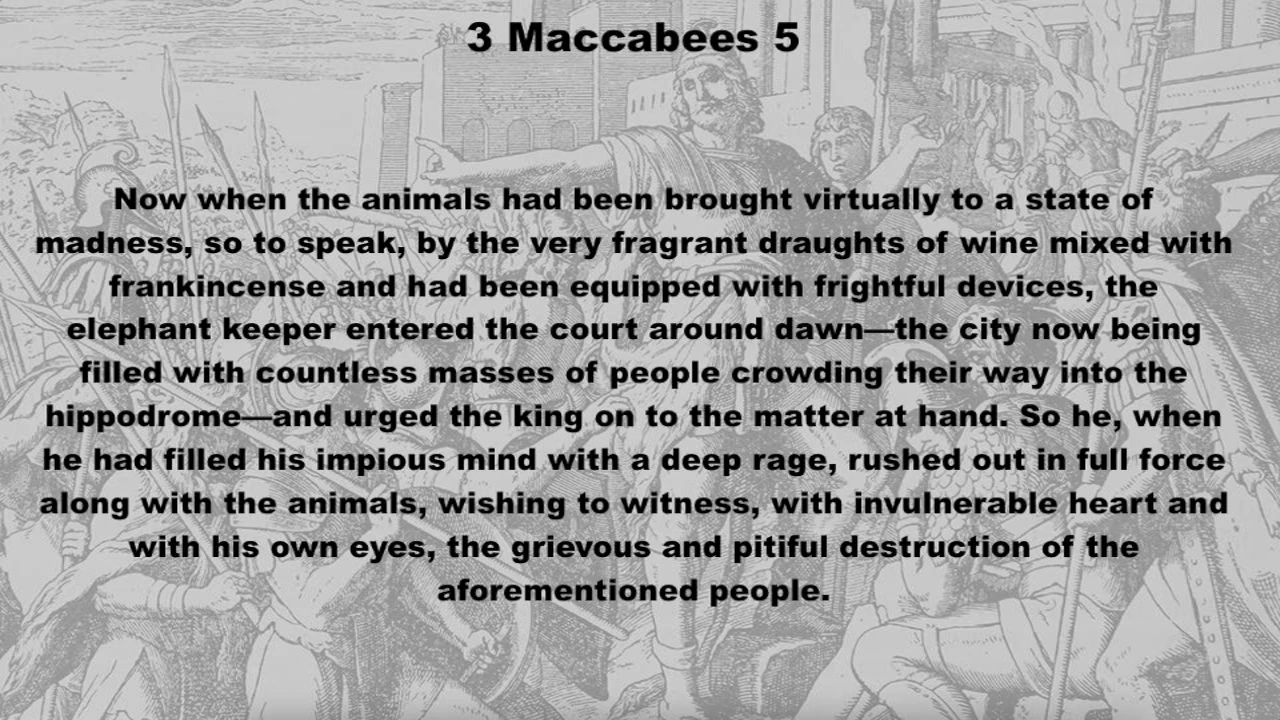 3 Maccabees 5
Now when the animals had been brought virtually to a state of
madness, so to speak, by the very fragrant draughts of wine mixed with
frankincense and had been equipped with frightful devices, the
elephant keeper entered the court around dawn—the city now being
filled with countless masses of people crowding their way into the
hippodrome—and urged the king on to the matter at hand. So he, when
he had filled his impious mind with a deep rage, rushed out in full force
along with the animals, wishing to witness, with invulnerable heart and
with his own eyes, the grievous and pitiful destruction of the
aforementioned people.